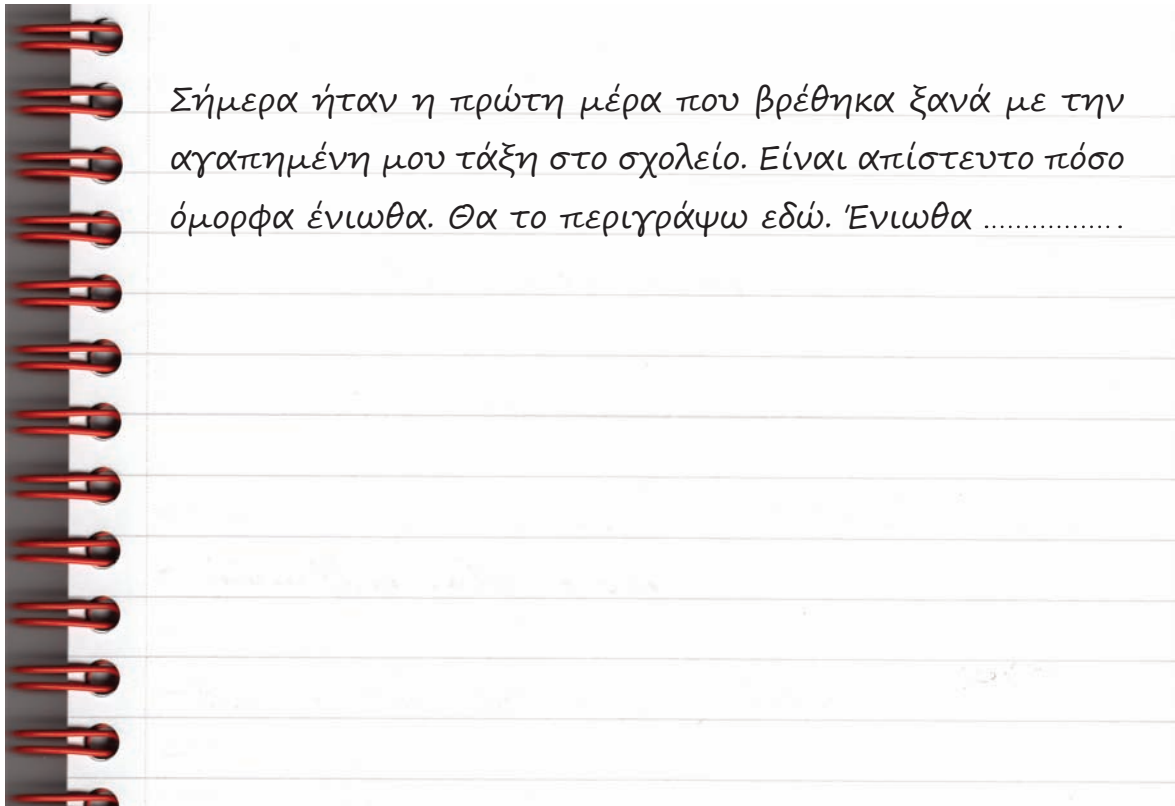 Σήμερα ήταν η πρώτη μέρα που βρέθηκα ξανά με την
αγαπημένη μου τάξη στο σχολείο. Είναι απίστευτο πόσο
όμορφα ένιωθα. Θα το περιγράψω εδώ. Ένιωθα ................ .